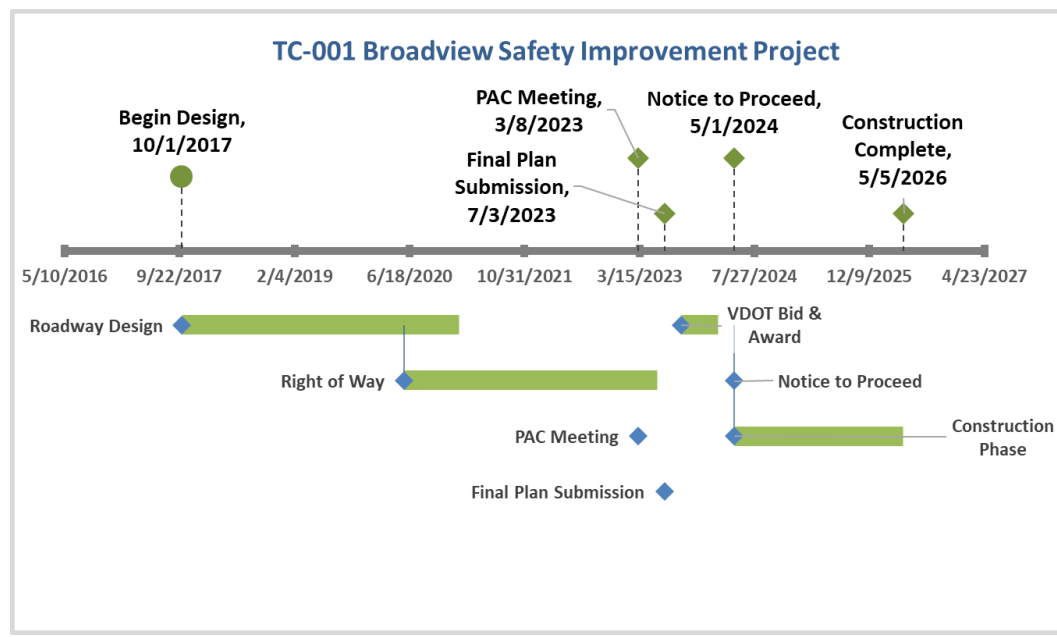 TC-001 Broadview Safety Improvement Project
Begin Design,
10/1/2017
PAC Meeting,
3/8/2023
Final Plan
Submission,
7/3/2023
Notice to Proceed,
5/1/2024
Construction
Complete,
5/5/2026
5/10/2016 9/22/2017 2/4/2019 6/18/2020 10/31/2021 3/15/2023 7/27/2024 12/9/2025 4/23/2027
Roadway Design
VDOT Bid &
Award
Right of Way
Notice to Proceed
PAC Meeting
Construction
Phase
Final Plan Submission